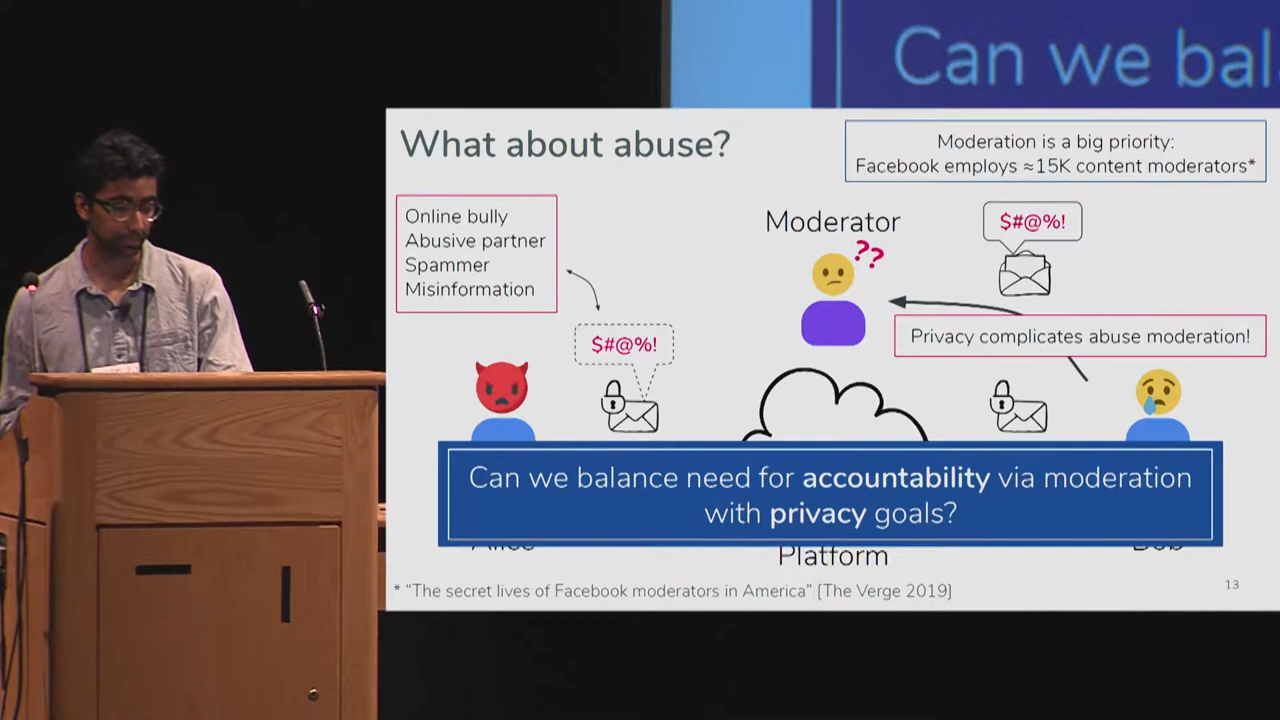 Can we bal
What about abuse?
Moderation is a big priority:
Facebook employs ≈15K content moderators*
Online bully
Abusive partner
Spammer
Misinformation
Moderator
??
$#@%!
$#@%!
Privacy complicates abuse moderation!
Can we balance need for accountability via moderation
with privacy goals?
Alice
Platform
Bob
* "The secret lives of Facebook moderators in America" [The Verge 2019]
13